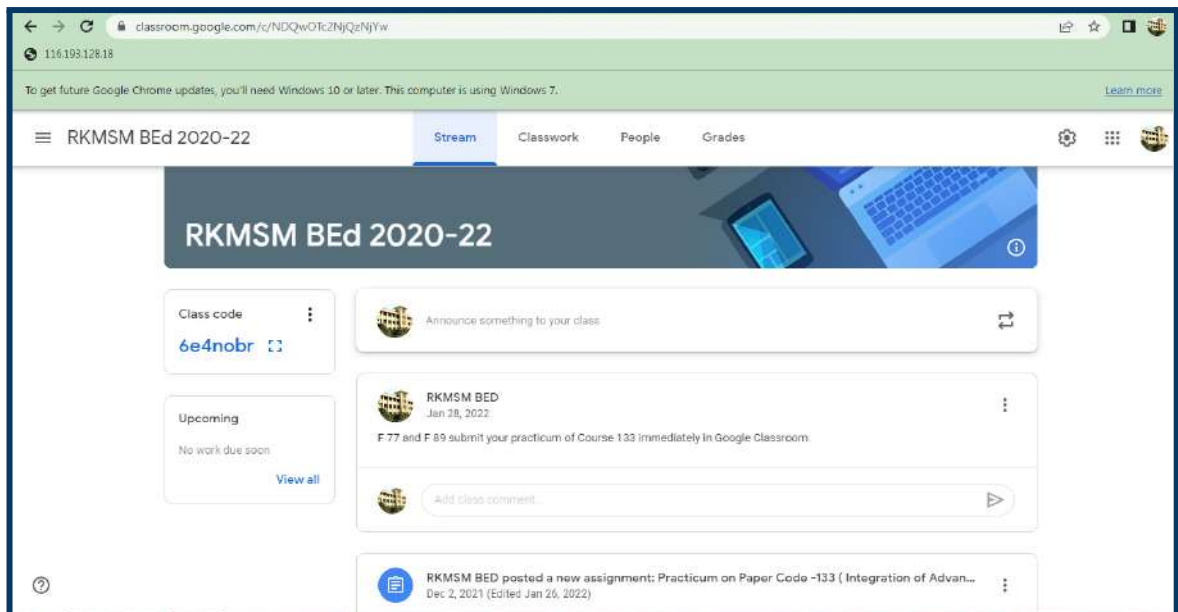 classroom.google.com/c/NDQwOTc2NjQzNjYw
116.193.128.18
To get future Google Chrome updates, you'll need Windows 10 or later. This computer is using Windows 7.
Learn more
RKMSM BEd 2020-22
Stream Classwork People Grades
RKMSM BEd 2020-22
Class code
6e4nobr
Announce something to your class
Upcoming
No work due soon
View all
RKMSM BED
Jan 28, 2022
F 77 and F 89 submit your practicum of Course 133 immediately in Google Classroom.
Add class comment...
RKMSM BED posted a new assignment: Practicum on Paper Code -133 ( Integration of Advan...
Dec 2, 2021 (Edited Jan 26, 2022)